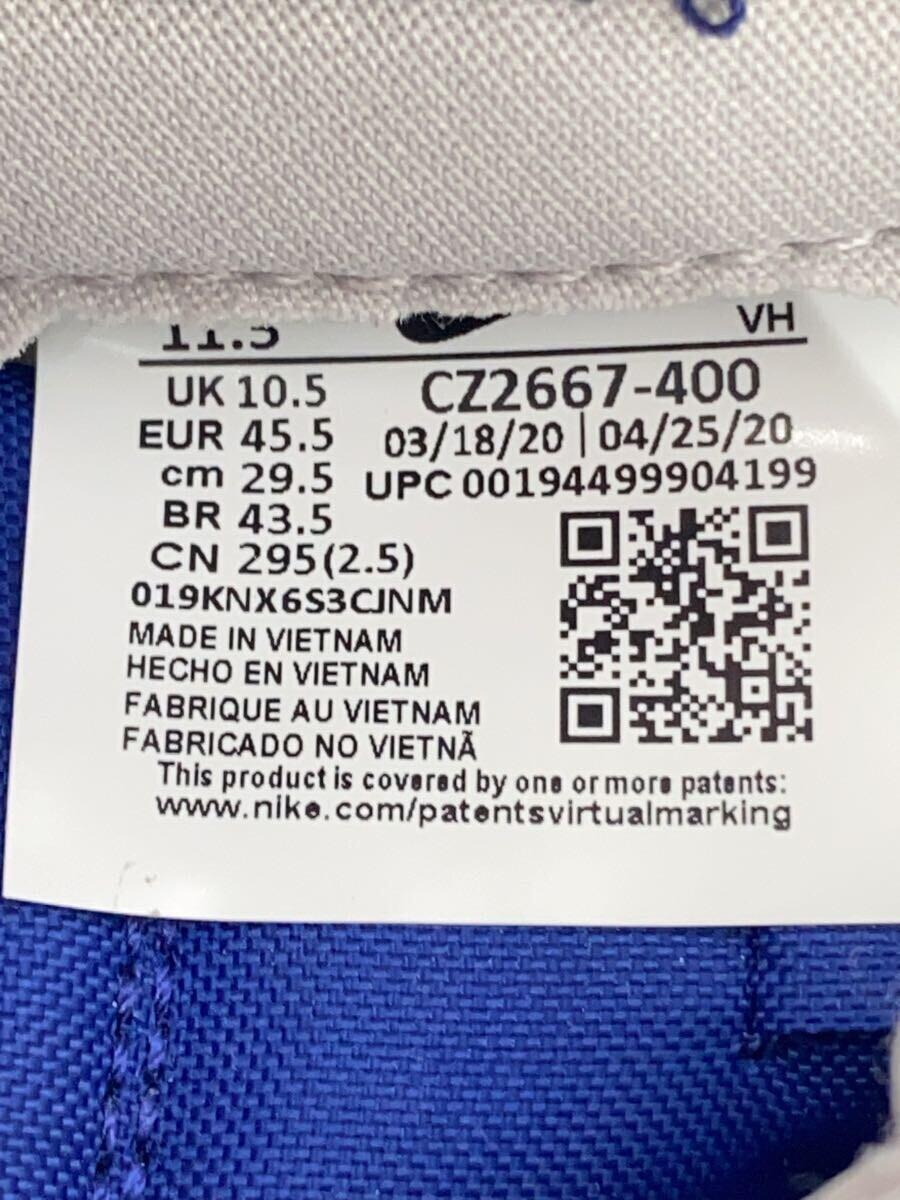 11.5 VH
UK 10.5 CZ2667-400
EUR 45.5 03/18/20 | 04/25/20
cm 29.5 UPC 00194499904199
BR 43.5
CN 295(2.5)
019KNX6S3CJNM
MADE IN VIETNAM
HECHO EN VIETNAM
FABRIQUE AU VIETNAM
FABRICADO NO VIETNÃ
This product is covered by one or more patents:
www.nike.com/patentsvirtualmarking